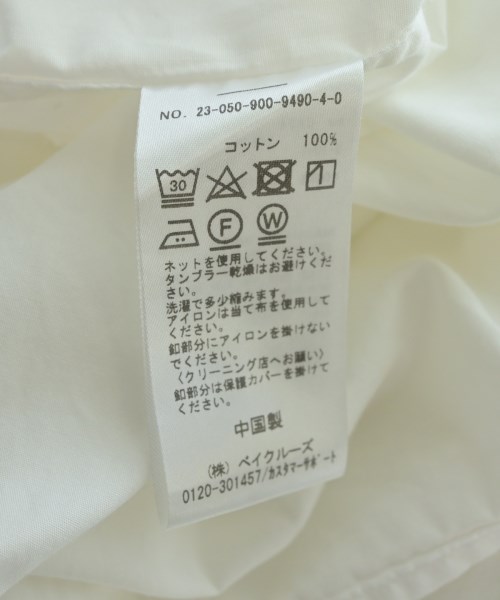 NO. 23-050-900-9490-4-0
コットン 100%
30
F W
ネットを使用してください。
タンブラー乾燥はお避けくだ
さい。
洗濯で多少縮みます。
アイロンは当て布を使用して
ください。
釦部分にアイロンを掛けない
でください。
〈クリーニング店へお願い〉
釦部分は保護カバーを掛けて
ください。
中国製
(株) ベイクルーズ
0120-301457/カスタマーサポート